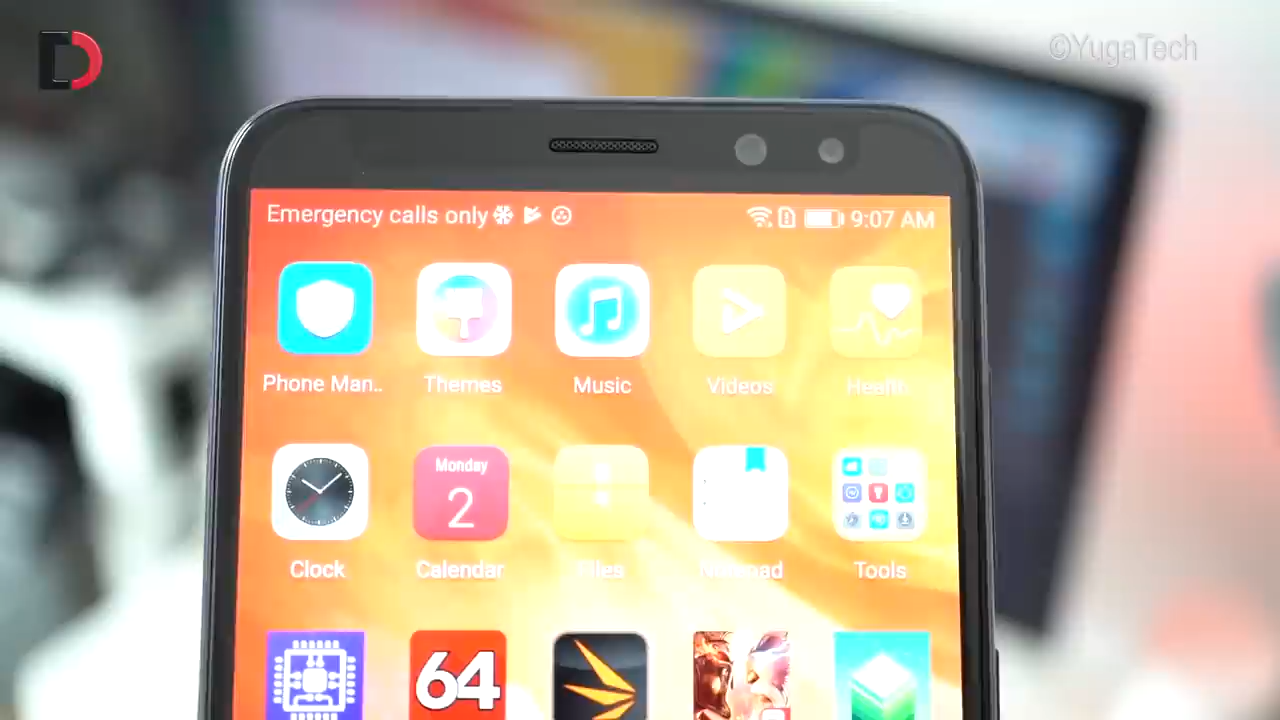 ©YugaTech
Emergency calls only 9:07 AM
Phone Man.. Themes Music Videos Health
Monday
2
Clock Calendar Files Notepad Tools
64